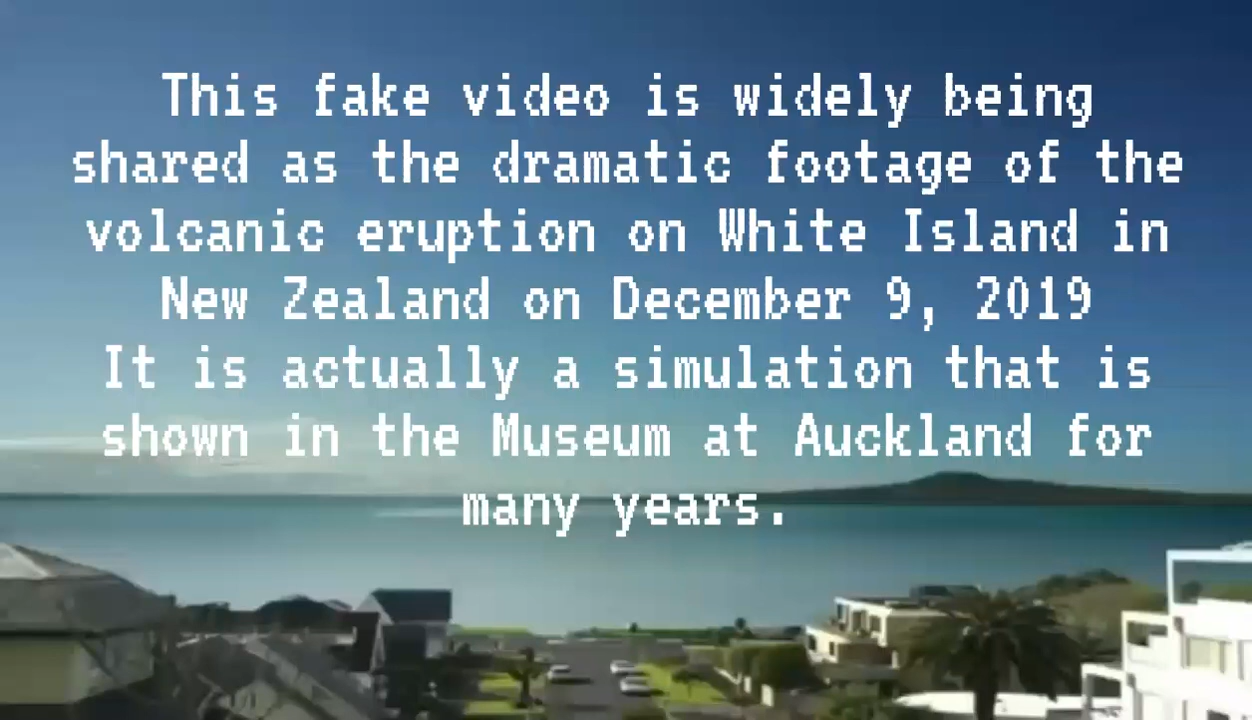 This fake video is widely being
shared as the dramatic footage of the
volcanic eruption on White Island in
New Zealand on December 9, 2019
It is actually a simulation that is
shown in the Museum at Auckland for
many years.